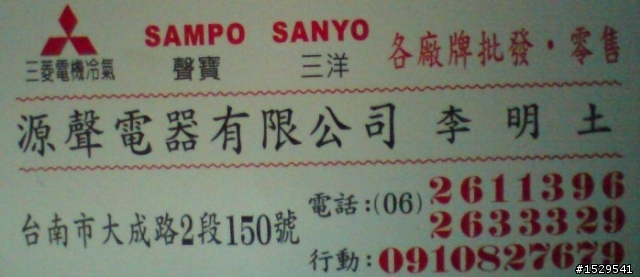 SAMPO SANYO
三菱電機冷氣 聲寶 三洋 各廠牌批發・零售
源聲電器有限公司 李明土
台南市大成路2段150號
電話:(06)2611396
2633329
行動:0910827679
#1529541